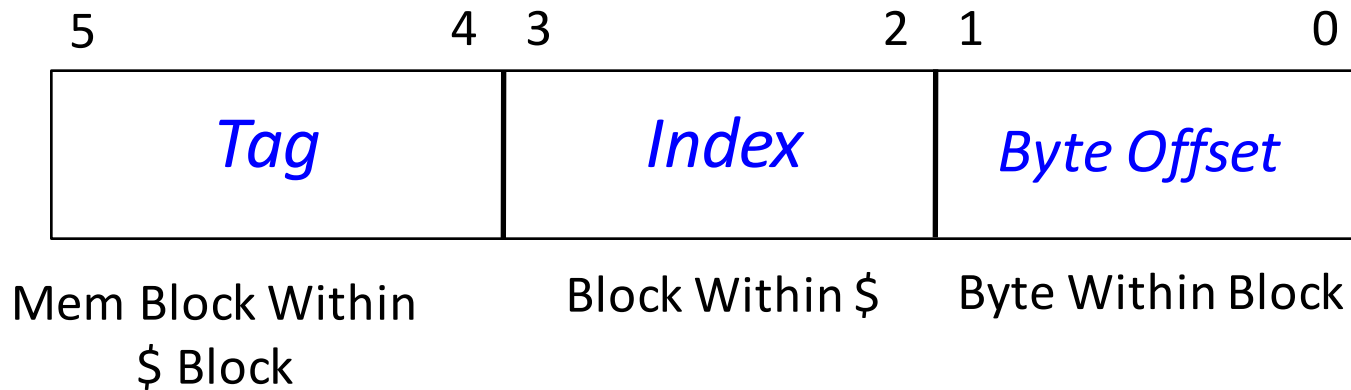 5 4 3 2 1 0
Tag Index Byte Offset
Mem Block Within Block Within $ Byte Within Block
$ Block